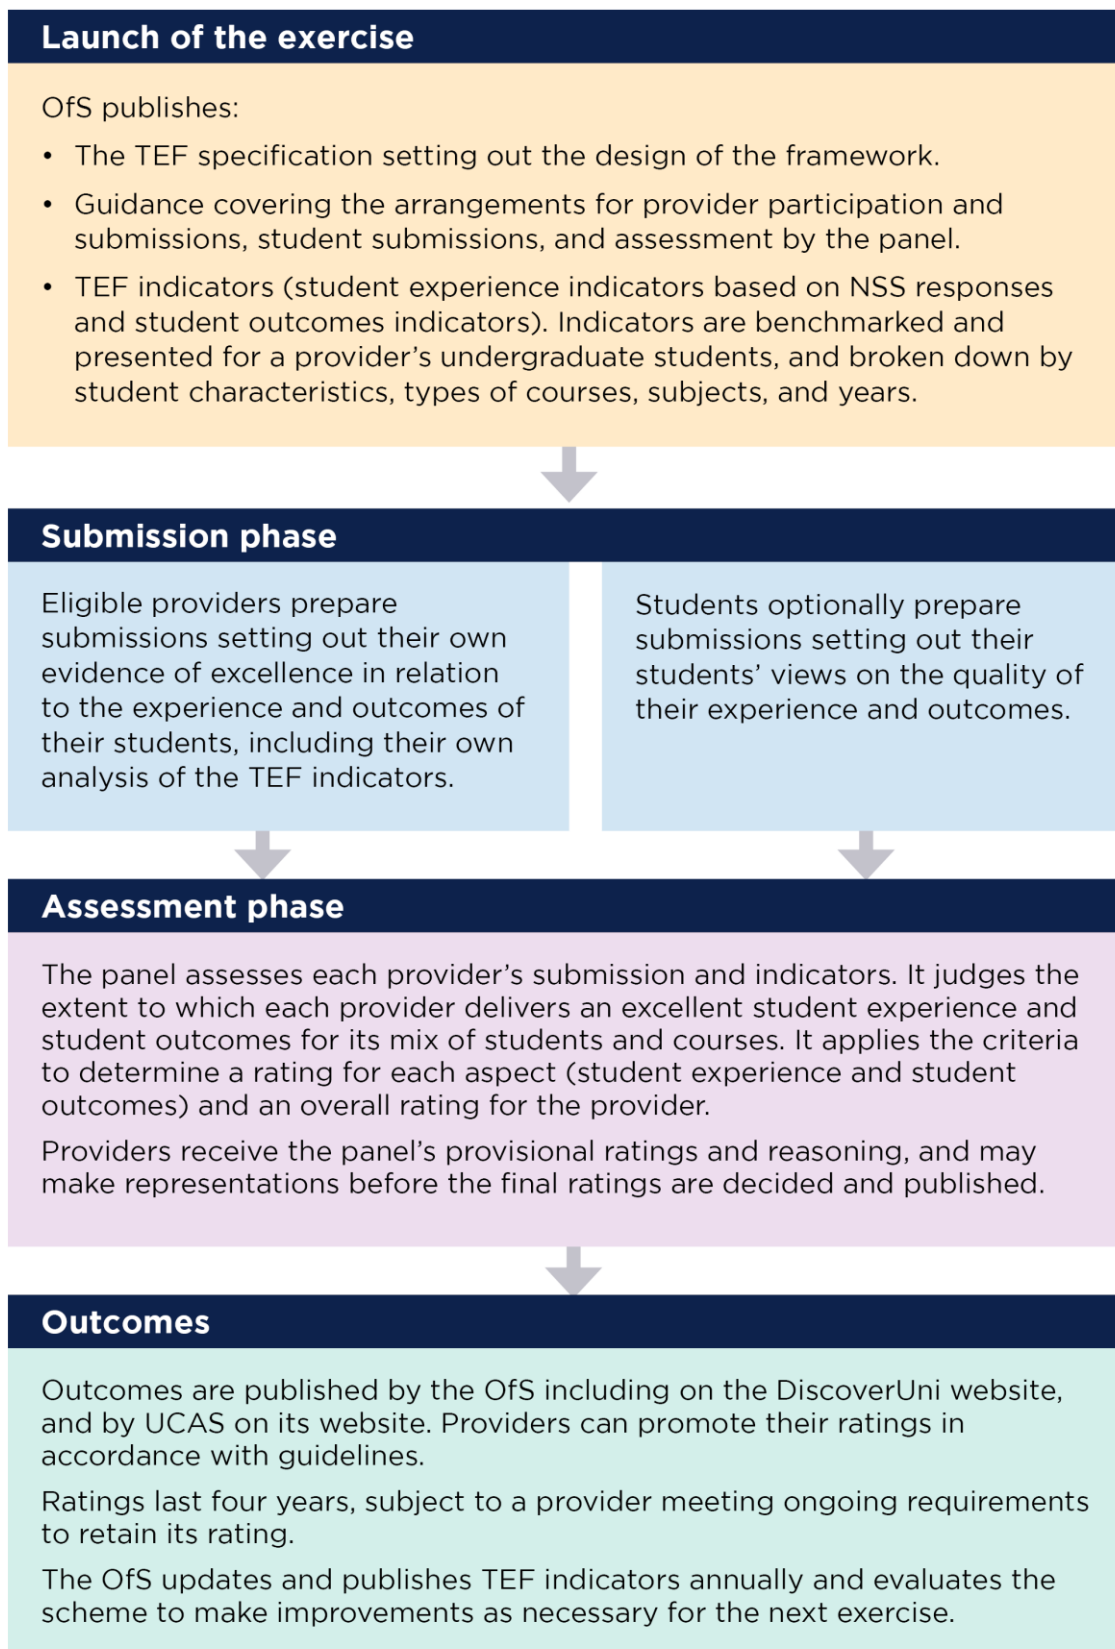 Launch of the exercise
OfS publishes:
• The TEF specification setting out the design of the framework.
• Guidance covering the arrangements for provider participation and
submissions, student submissions, and assessment by the panel.
• TEF indicators (student experience indicators based on NSS responses
and student outcomes indicators). Indicators are benchmarked and
presented for a provider’s undergraduate students, and broken down by
student characteristics, types of courses, subjects, and years.
Submission phase
Eligible providers prepare
submissions setting out their own
evidence of excellence in relation
to the experience and outcomes of
their students, including their own
analysis of the TEF indicators.
Students optionally prepare
submissions setting out their
students’ views on the quality of
their experience and outcomes.
Assessment phase
The panel assesses each provider’s submission and indicators. It judges the
extent to which each provider delivers an excellent student experience and
student outcomes for its mix of students and courses. It applies the criteria
to determine a rating for each aspect (student experience and student
outcomes) and an overall rating for the provider.
Providers receive the panel’s provisional ratings and reasoning, and may
make representations before the final ratings are decided and published.
Outcomes
Outcomes are published by the OfS including on the DiscoverUni website,
and by UCAS on its website. Providers can promote their ratings in
accordance with guidelines.
Ratings last four years, subject to a provider meeting ongoing requirements
to retain its rating.
The OfS updates and publishes TEF indicators annually and evaluates the
scheme to make improvements as necessary for the next exercise.